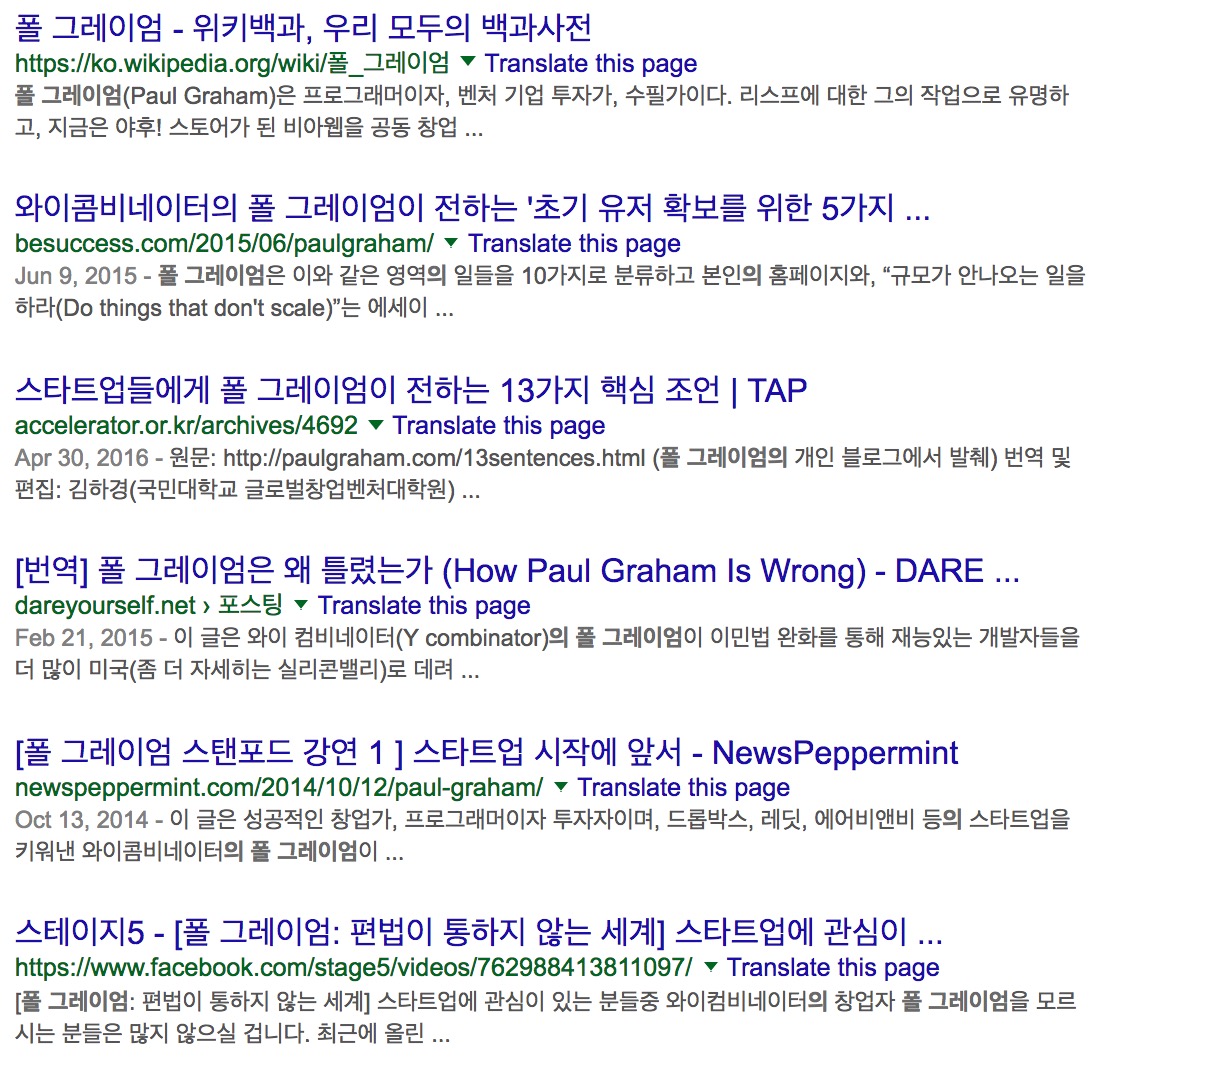 폴 그레이엄 - 위키백과, 우리 모두의 백과사전
https://ko.wikipedia.org/wiki/폴_그레이엄 ▼ Translate this page
폴 그레이엄(Paul Graham)은 프로그래머이자, 벤처 기업 투자가, 수필가이다. 리스프에 대한 그의 작업으로 유명하
고, 지금은 야후! 스토어가 된 비아웹을 공동 창업 ...
와이콤비네이터의 폴 그레이엄이 전하는 '초기 유저 확보를 위한 5가지 ...
besuccess.com/2015/06/paulgraham/ ▼ Translate this page
Jun 9, 2015 - 폴 그레이엄은 이와 같은 영역의 일들을 10가지로 분류하고 본인의 홈페이지와, “규모가 안나오는 일을
하라(Do things that don't scale)”는 에세이 ...
스타트업들에게 폴 그레이엄이 전하는 13가지 핵심 조언 | TAP
accelerator.or.kr/archives/4692 ▼ Translate this page
Apr 30, 2016 - 원문: http://paulgraham.com/13sentences.html (폴 그레이엄의 개인 블로그에서 발췌) 번역 및
편집: 김하경(국민대학교 글로벌창업벤처대학원) ...
[번역] 폴 그레이엄은 왜 틀렸는가 (How Paul Graham Is Wrong) - DARE ...
dareyourself.net › 포스팅 ▼ Translate this page
Feb 21, 2015 - 이 글은 와이 컴비네이터(Y combinator)의 폴 그레이엄이 이민법 완화를 통해 재능있는 개발자들을
더 많이 미국(좀 더 자세히는 실리콘밸리)로 데려 ...
[폴 그레이엄 스탠포드 강연 1 ] 스타트업 시작에 앞서 - NewsPeppermint
newspeppermint.com/2014/10/12/paul-graham/ ▼ Translate this page
Oct 13, 2014 - 이 글은 성공적인 창업가, 프로그래머이자 투자자이며, 드롭박스, 레딧, 에어비앤비 등의 스타트업을
키워낸 와이콤비네이터의 폴 그레이엄이 ...
스테이지5 - [폴 그레이엄: 편법이 통하지 않는 세계] 스타트업에 관심이 ...
https://www.facebook.com/stage5/videos/762988413811097/ ▼ Translate this page
[폴 그레이엄: 편법이 통하지 않는 세계] 스타트업에 관심이 있는 분들중 와이컴비네이터의 창업자 폴 그레이엄을 모르
시는 분들은 많지 않으실 겁니다. 최근에 올린 ...